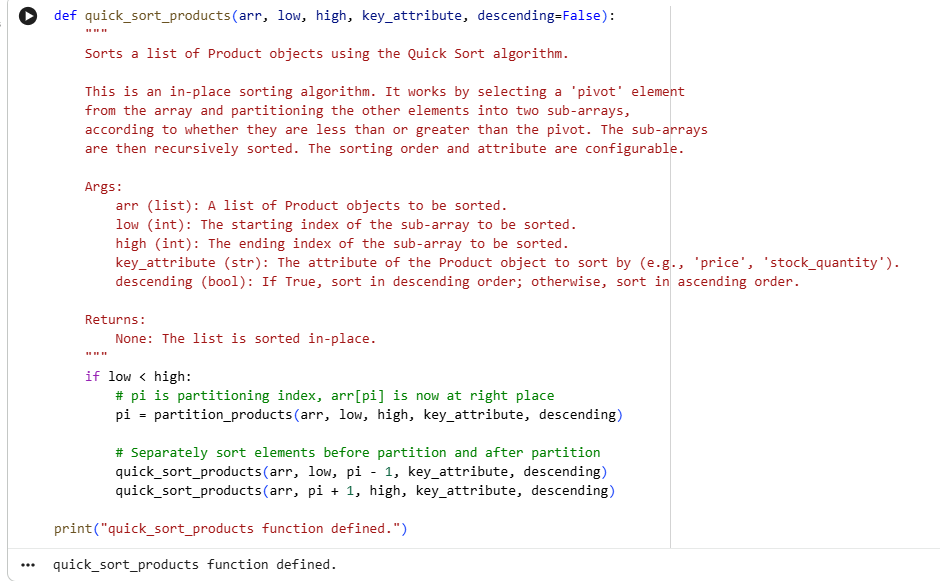 def quick_sort_products(arr, low, high, key_attribute, descending=False):
    """
    Sorts a list of Product objects using the Quick Sort algorithm.

    This is an in-place sorting algorithm. It works by selecting a 'pivot' element
    from the array and partitioning the other elements into two sub-arrays,
    according to whether they are less than or greater than the pivot. The sub-arrays
    are then recursively sorted. The sorting order and attribute are configurable.

    Args:
        arr (list): A list of Product objects to be sorted.
        low (int): The starting index of the sub-array to be sorted.
        high (int): The ending index of the sub-array to be sorted.
        key_attribute (str): The attribute of the Product object to sort by (e.g., 'price', 'stock_quantity').
        descending (bool): If True, sort in descending order; otherwise, sort in ascending order.

    Returns:
        None: The list is sorted in-place.
    """
    if low < high:
        # pi is partitioning index, arr[pi] is now at right place
        pi = partition_products(arr, low, high, key_attribute, descending)

        # Separately sort elements before partition and after partition
        quick_sort_products(arr, low, pi - 1, key_attribute, descending)
        quick_sort_products(arr, pi + 1, high, key_attribute, descending)

print("quick_sort_products function defined.")
quick_sort_products function defined.